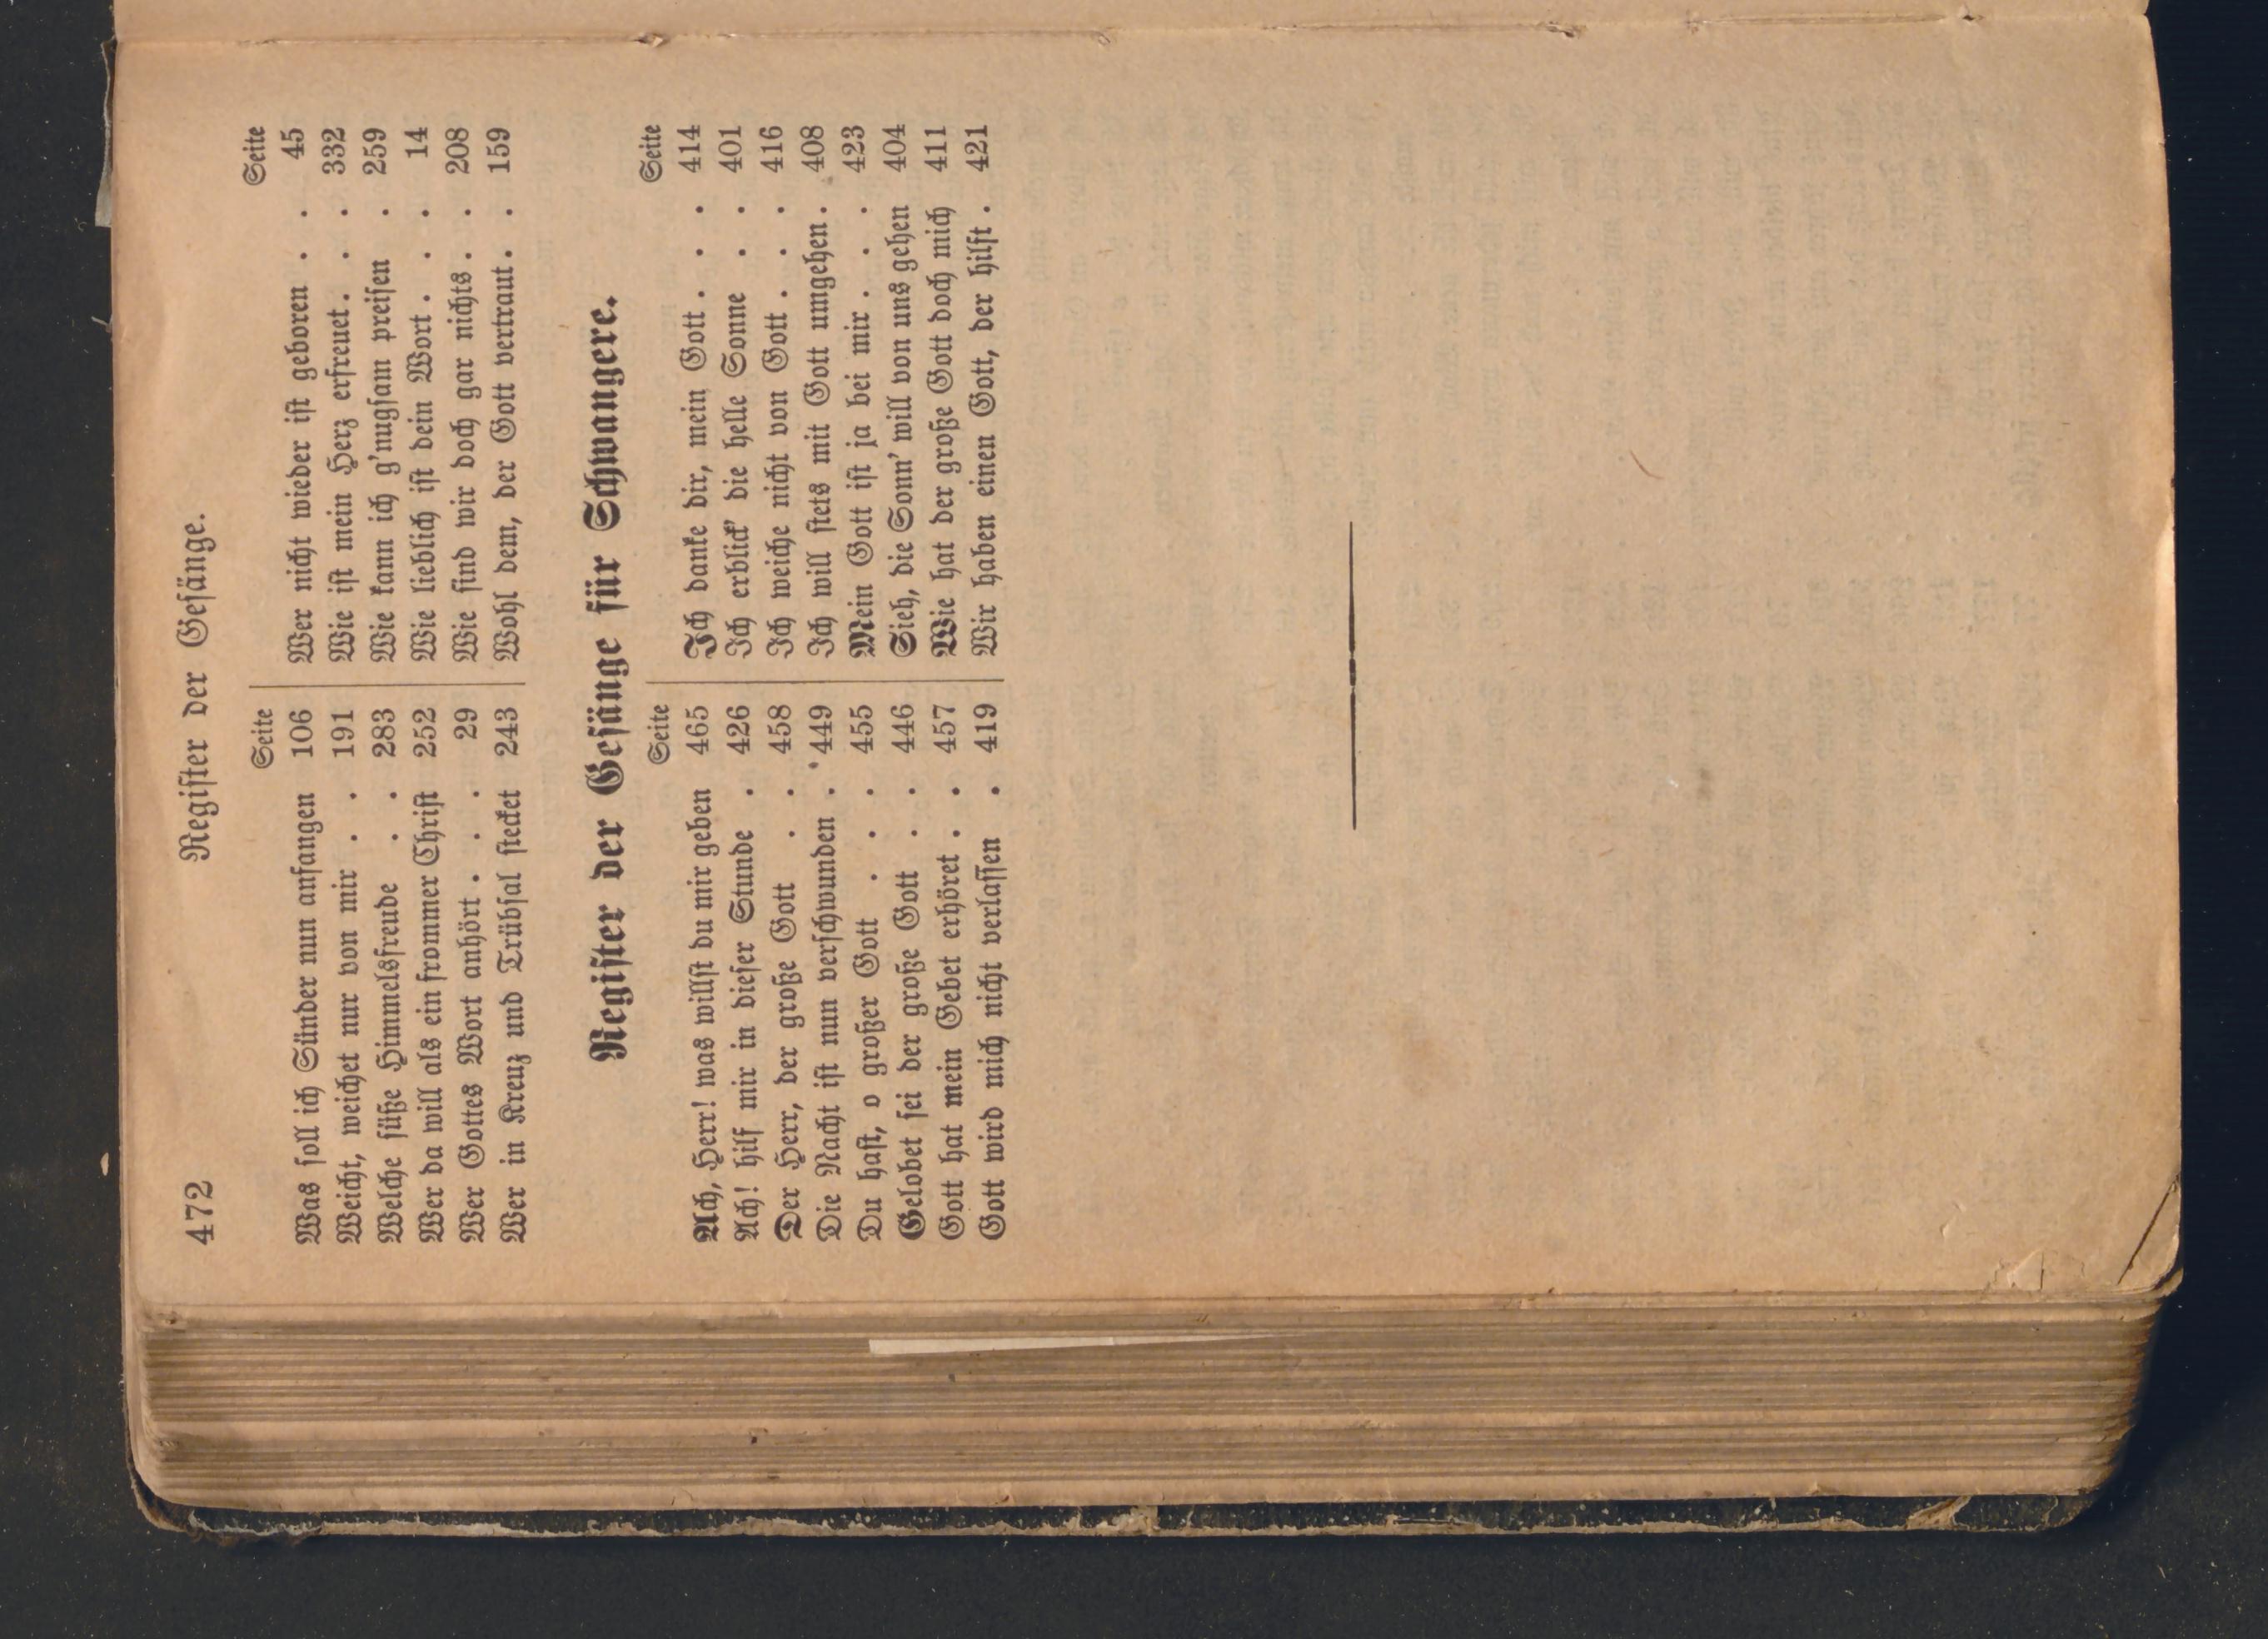 472
Register der Gesänge.
Seite
Was soll ich Sünder nun anfangen 106
Weicht, weichet nur von mir . . 191
Welche süße Himmelsfreude . . 283
Wer da will als ein frommer Christ 252
Wer Gottes Wort anhört . . . 29
Wer in Kreuz und Trübsal stecket 243
Seite
Wer nicht wieder ist geboren . . 45
Wie ist mein Herz erfreuet . . . 332
Wie kann ich g'nugsam preisen . 259
Wie lieblich ist dein Wort . . . 14
Wie sind wir doch gar nichts . . 208
Wohl dem, der Gott vertraut . . 159
Register der Gesänge für Schwangere.
Seite
Ach, Herr! was willst du mir geben 465
Ach! hilf mir in dieser Stunde . 426
Der Herr, der große Gott . . 458
Die Nacht ist nun verschwunden . 449
Du hast, o großer Gott . . . 455
Gelobet sei der große Gott . . 446
Gott hat mein Gebet erhöret . . 457
Gott wird mich nicht verlassen . 419
Seite
Ich danke dir, mein Gott . . . 414
Ich erblick' die helle Sonne . . 401
Ich weiche nicht von Gott . . . 416
Ich will stets mit Gott umgehen . 408
Mein Gott ist ja bei mir . . . 423
Sieh, die Sonn' will von uns gehen 404
Wie hat der große Gott doch mich 411
Wir haben einen Gott, der hilft . 421